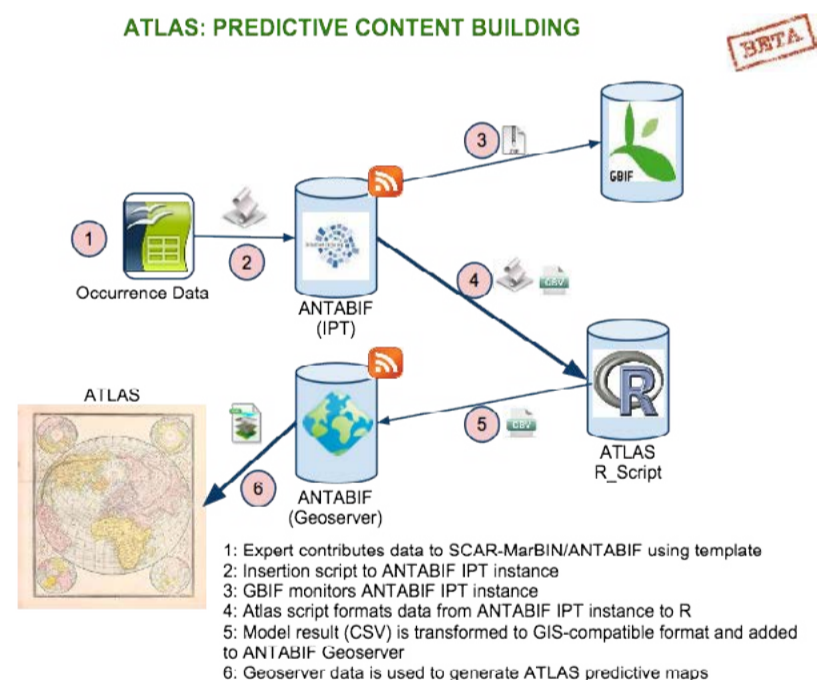 ATLAS: PREDICTIVE CONTENT BUILDING
BETA
3
GBIF
1
2
Occurrence Data
ANTABIF
(IPT)
4
CSV
ATLAS
5
CSV
R
ATLAS
R_Script
6
ANTABIF
(Geoserver)
1: Expert contributes data to SCAR-MarBIN/ANTABIF using template
2: Insertion script to ANTABIF IPT instance
3: GBIF monitors ANTABIF IPT instance
4: Atlas script formats data from ANTABIF IPT instance to R
5: Model result (CSV) is transformed to GIS-compatible format and added
to ANTABIF Geoserver
6: Geoserver data is used to generate ATLAS predictive maps